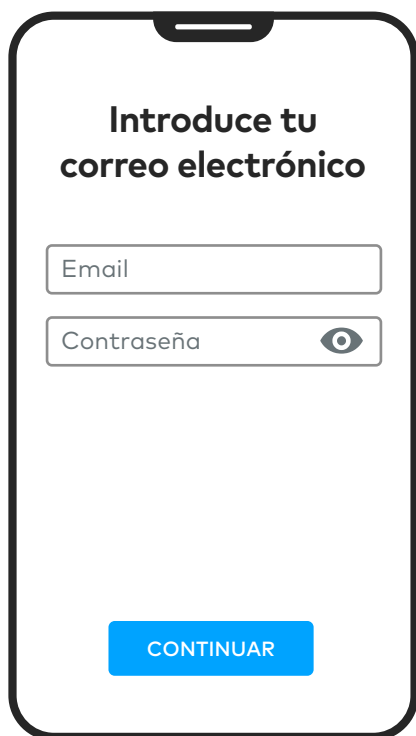 Introduce tu
correo electrónico
Email
Contraseña
CONTINUAR